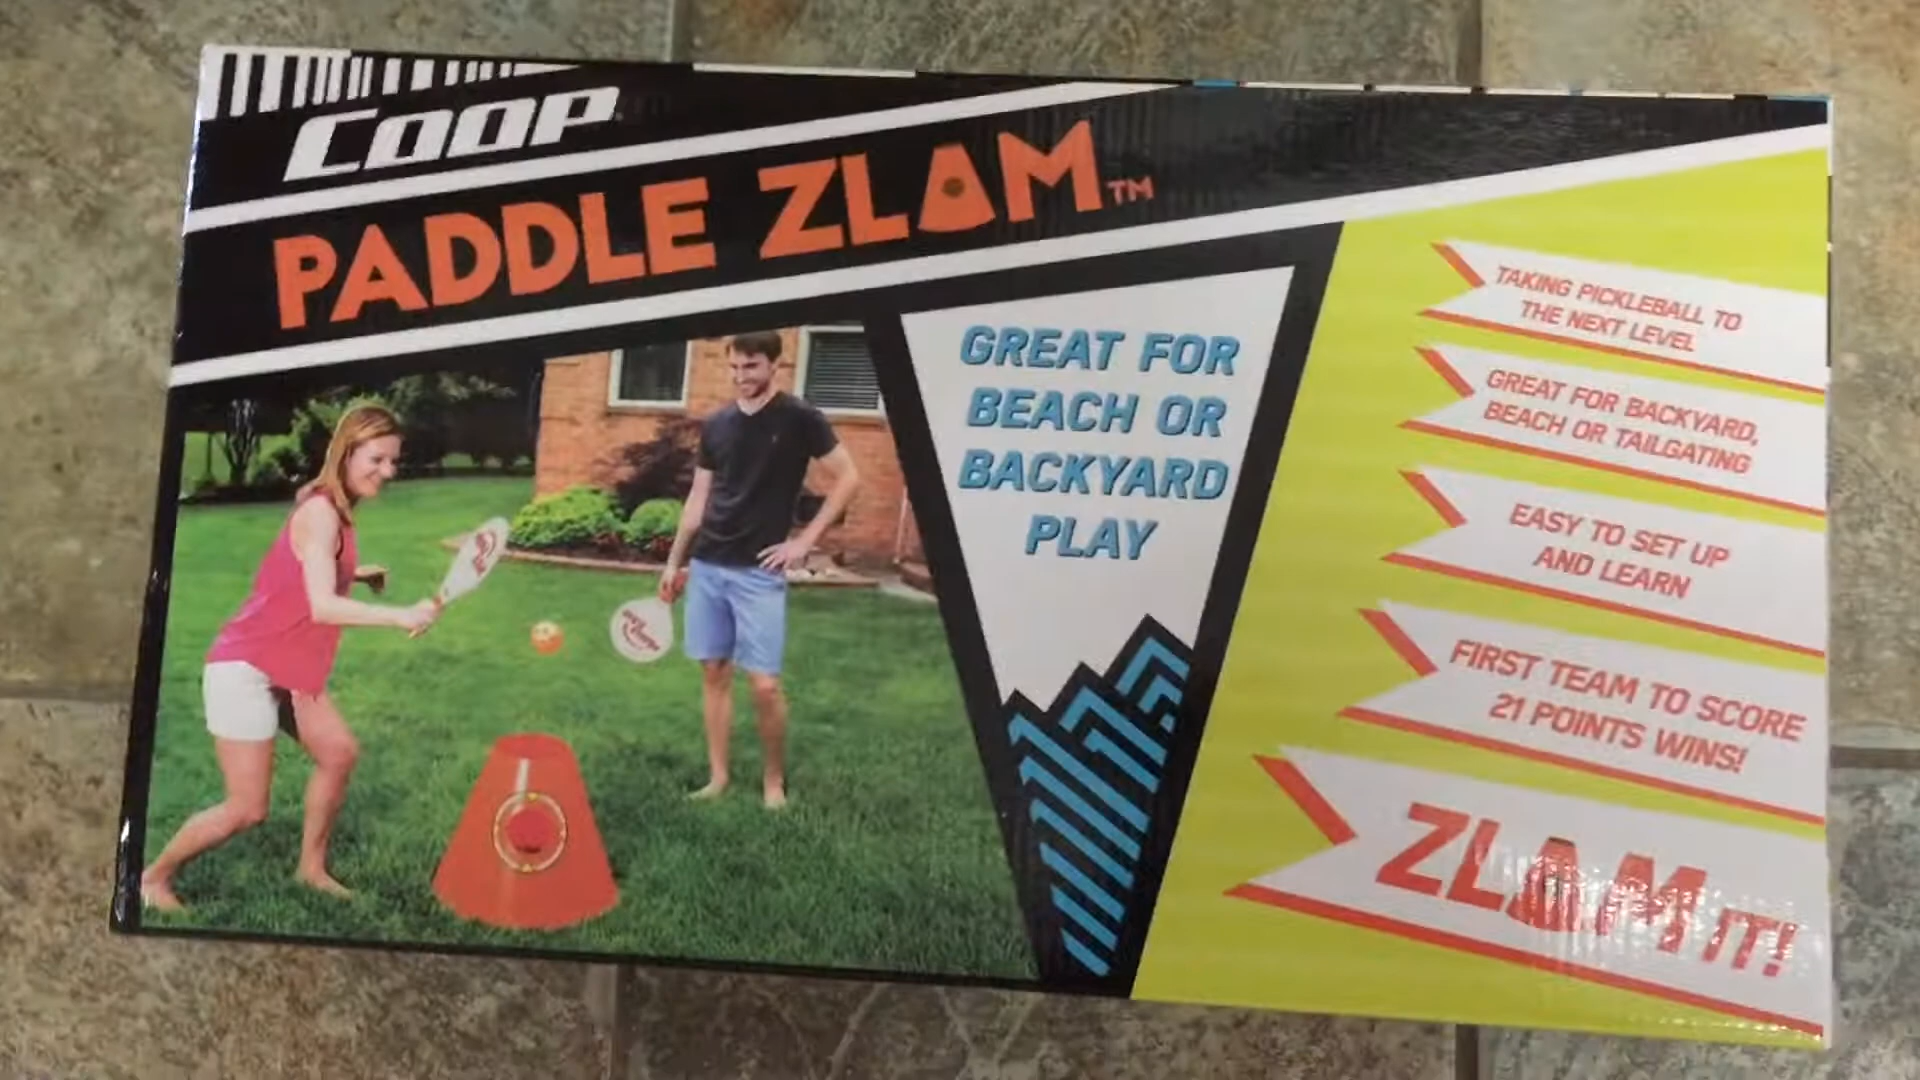 COOP
PADDLE ZLAM™
GREAT FOR
BEACH OR
BACKYARD
PLAY
TAKING PICKLEBALL TO
THE NEXT LEVEL
GREAT FOR BACKYARD,
BEACH OR TAILGATING
EASY TO SET UP
AND LEARN
FIRST TEAM TO SCORE
21 POINTS WINS!
ZLAM IT!